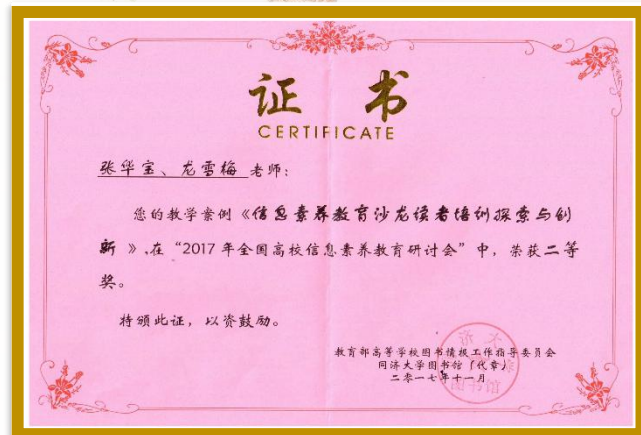 证 书
CERTIFICATE
张华宝、龙雪梅 老师:
您的教学案例《信息素养教育沙龙读者培训探索与创
新 》,在“2017年全国高校信息素养教育研讨会”中,荣获二等
奖。
特颁此证,以资鼓励。
教育部高等学校图书情报工作指导委员会
同济大学图书馆(代章)
二零一七年十一月